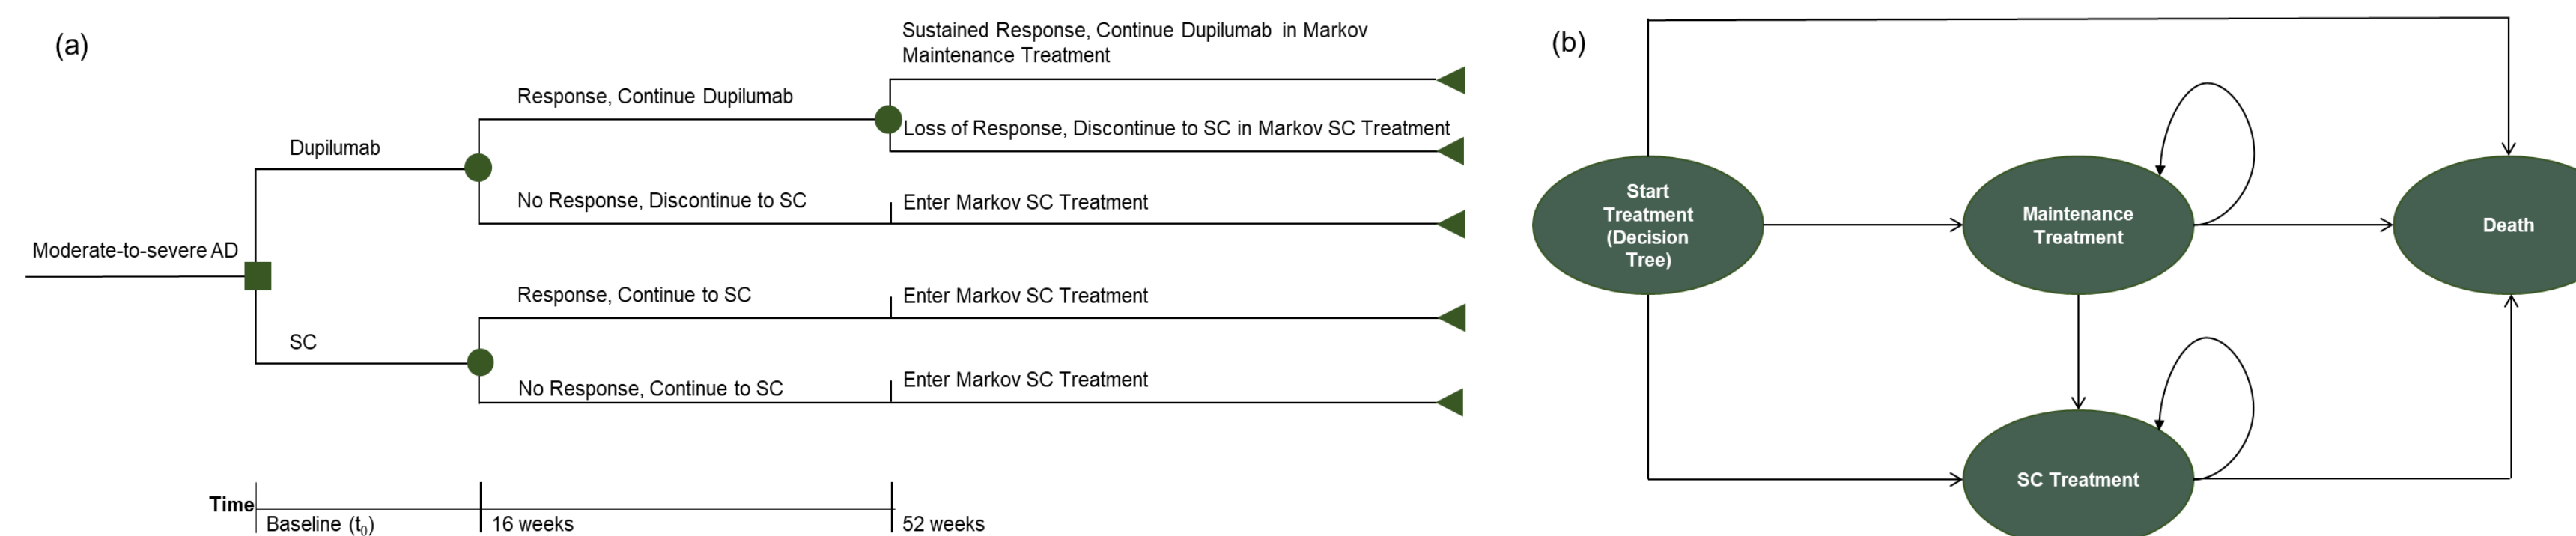 (a)
Sustained Response, Continue Dupilumab in Markov
Maintenance Treatment
Response, Continue Dupilumab
Loss of Response, Discontinue to SC in Markov SC Treatment
Dupilumab
No Response, Discontinue to SC
Enter Markov SC Treatment
Moderate-to-severe AD
Response, Continue to SC
Enter Markov SC Treatment
SC
No Response, Continue to SC
Enter Markov SC Treatment
Time
Baseline (t0)
16 weeks
52 weeks
(b)
Start
Treatment
(Decision
Tree)
Maintenance
Treatment
Death
SC Treatment